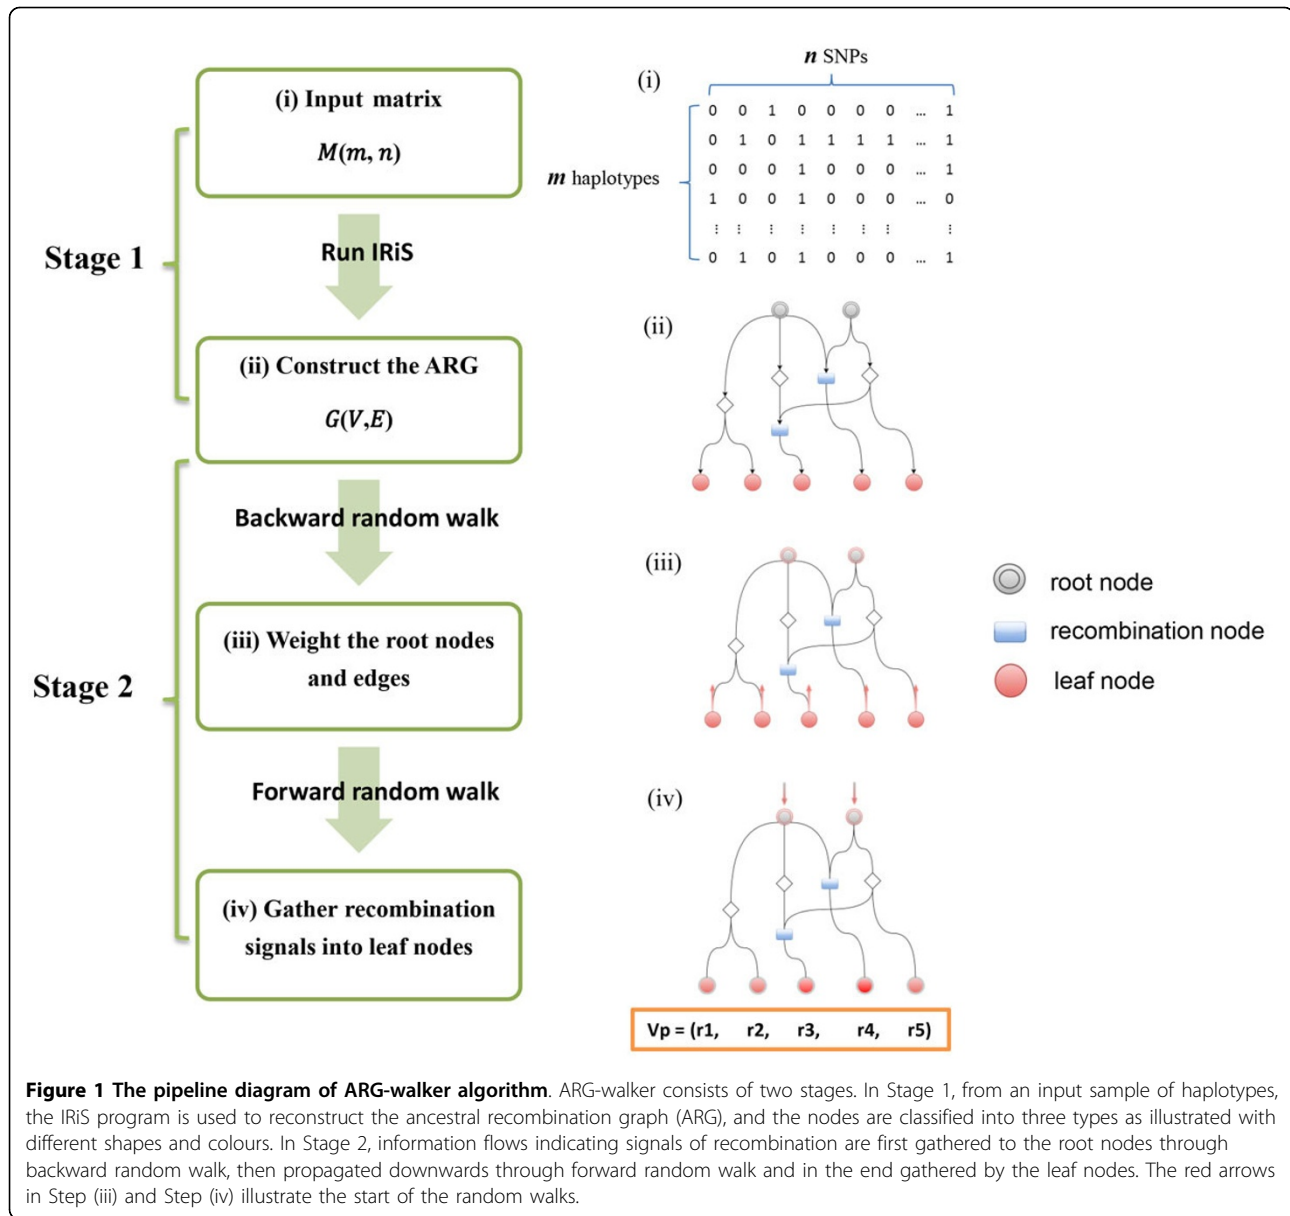 Stage 1
(i) Input matrix
M(m, n)
Run IRiS
(ii) Construct the ARG
G(V,E)
Stage 2
Backward random walk
(iii) Weight the root nodes
and edges
Forward random walk
(iv) Gather recombination
signals into leaf nodes
(i)
n SNPs
m haplotypes
0 0 1 0 0 0 0 ... 1
0 1 0 1 1 1 1 ... 1
0 0 0 1 0 0 0 ... 1
1 0 0 1 0 0 0 ... 0
⋮ ⋮ ⋮ ⋮ ⋮ ⋮ ⋮ ⋮
0 1 0 1 0 0 0 ... 1
(ii)
(iii)
root node
recombination node
leaf node
(iv)
Vp = (r1, r2, r3, r4, r5)
Figure 1 The pipeline diagram of ARG-walker algorithm. ARG-walker consists of two stages. In Stage 1, from an input sample of haplotypes,
the IRiS program is used to reconstruct the ancestral recombination graph (ARG), and the nodes are classified into three types as illustrated with
different shapes and colours. In Stage 2, information flows indicating signals of recombination are first gathered to the root nodes through
backward random walk, then propagated downwards through forward random walk and in the end gathered by the leaf nodes. The red arrows
in Step (iii) and Step (iv) illustrate the start of the random walks.